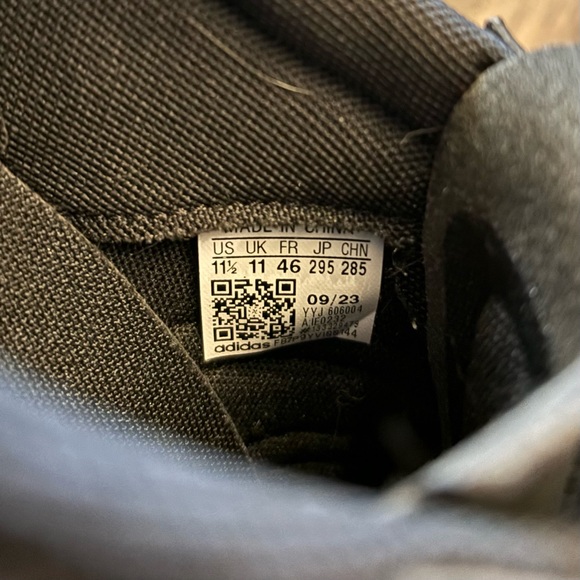 MADE IN CHINA
US UK FR JP CHN
11½ 11 46 295 285
09/23
YYJ 606004
adidas